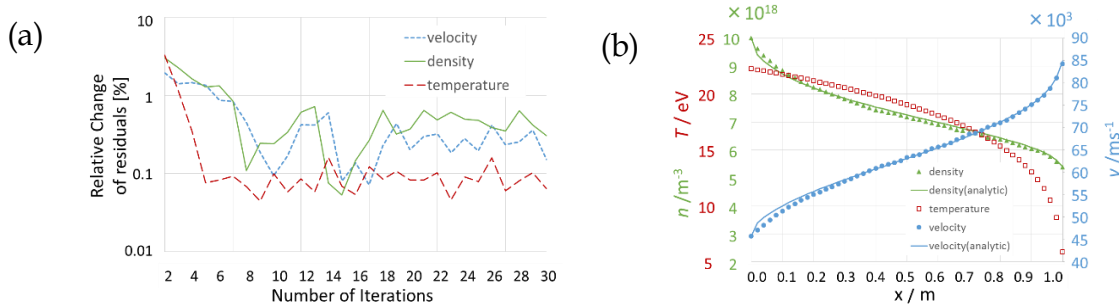 (a)
Relative Change
of residuals [%]
10
1
0.1
0.01
velocity
density
temperature
2 4 6 8 10 12 14 16 18 20 22 24 26 28 30
Number of Iterations
(b)
× 10¹⁸
× 10³
T / eV
25
20
15
10
5
n /m⁻³
10
9
8
7
6
5
4
3
2
90
85
80
75
70
65
60
55
50
45
40
v /ms⁻¹
density
density(analytic)
temperature
velocity
velocity(analytic)
0.0 0.1 0.2 0.3 0.4 0.5 0.6 0.7 0.8 0.9 1.0
x / m